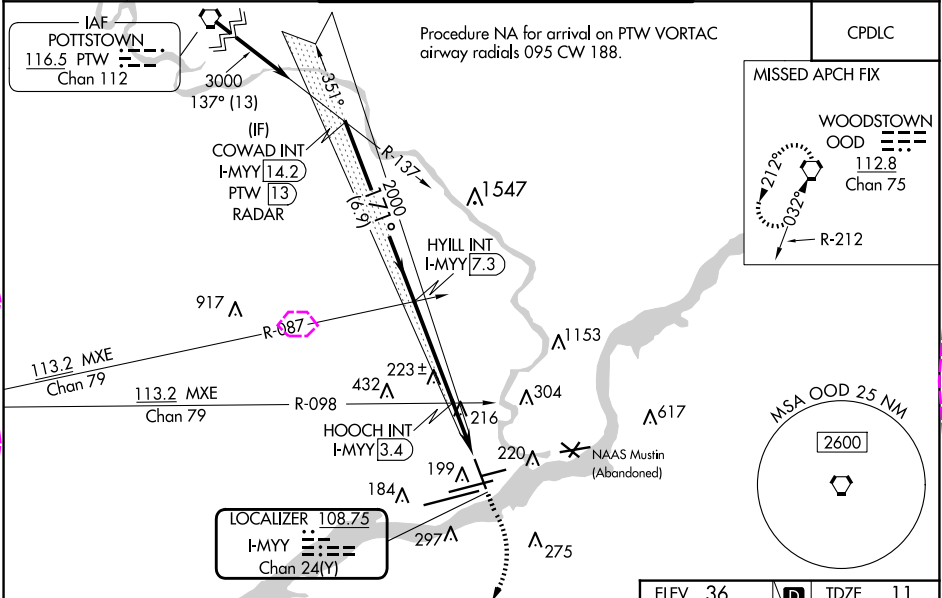 IAF
POTTSTOWN
116.5 PTW
Chan 112
3000
137° (13)
Procedure NA for arrival on PTW VORTAC
airway radials 095 CW 188.
CPDLC
MISSED APCH FIX
WOODSTOWN
OOD
112.8
Chan 75
212°
032°
R-212
351°
(IF)
COWAD INT
I-MYY 14.2
PTW 13
RADAR
R-137
2000
171°
(6.9)
1547
HYILL INT
I-MYY 7.3
917
R-087
1153
113.2 MXE
Chan 79
223 ±
432
304
113.2 MXE
Chan 79
R-098
216
617
HOOCH INT
I-MYY 3.4
220
NAAS Mustin
(Abandoned)
199
184
MSA OOD 25 NM
2600
LOCALIZER 108.75
I-MYY
Chan 24(Y)
297
275
ELEV 36
D
TDZE 11